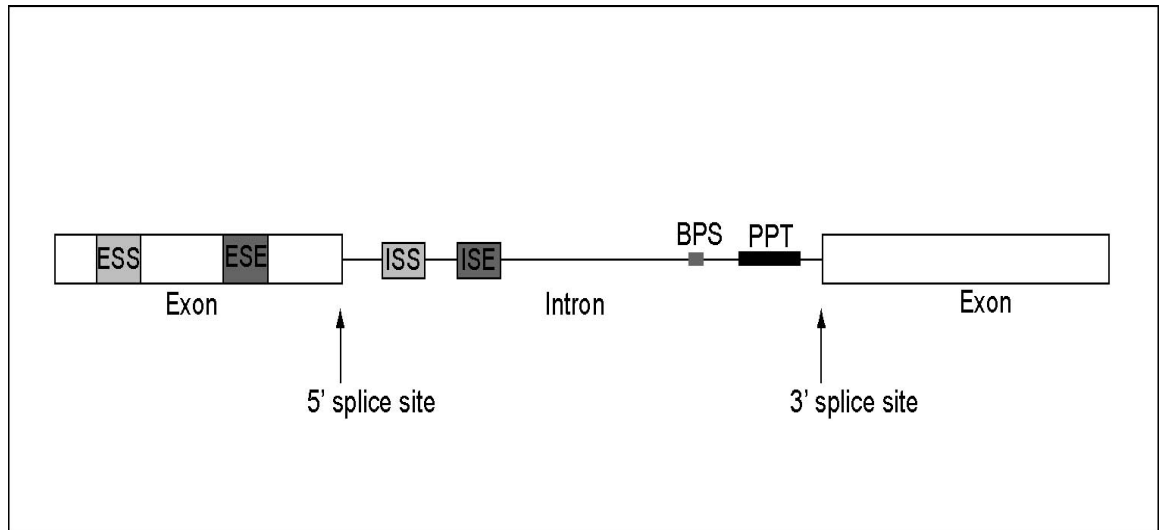 BPS
PPT
ESS
ESE
ISS
ISE
Exon
Intron
Exon
5’ splice site
3’ splice site